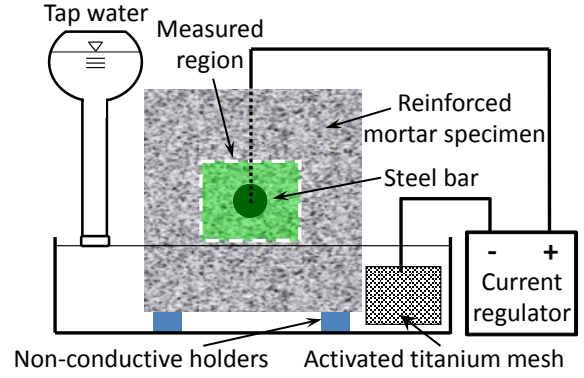 Tap water
Measured
region
Reinforced
mortar specimen
Steel bar
- +
Current
regulator
Non-conductive holders
Activated titanium mesh